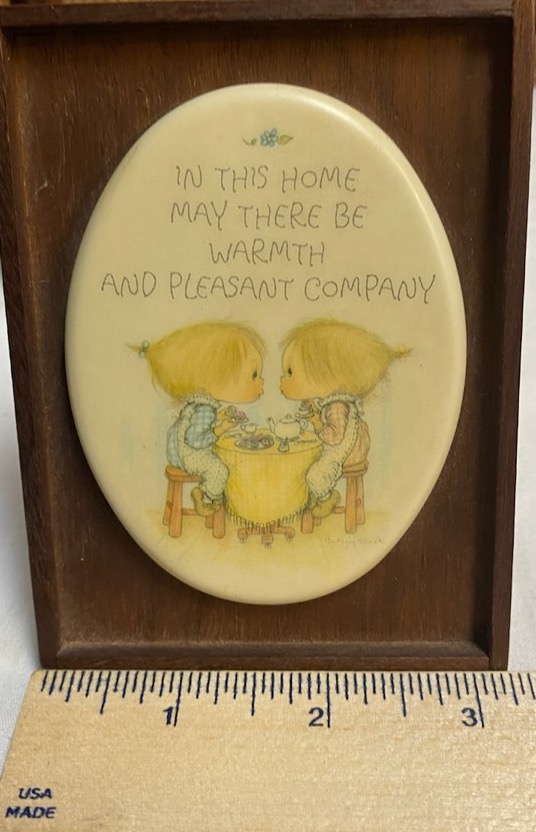 IN THIS HOME
MAY THERE BE
WARMTH
AND PLEASANT COMPANY
1 2 3
USA
MADE